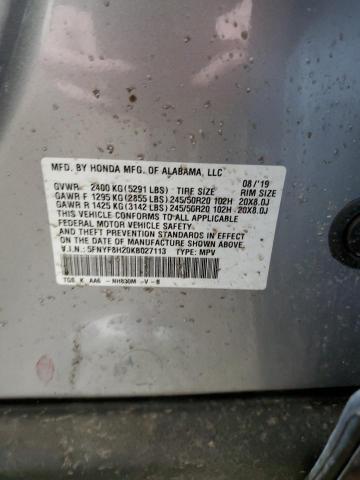 MFD. BY HONDA MFG. OF ALABAMA, LLC
GVWR 2400 KG (5291 LBS) TIRE SIZE 08/'19 RIM SIZE
GAWR F 1295 KG (2855 LBS) 245/50R20 102H 20X8.0J
GAWR R 1425 KG (3142 LBS) 245/50R20 102H 20X8.0J
THIS VEHICLE CONFORMS TO ALL APPLICABLE
FEDERAL MOTOR VEHICLE SAFETY
AND THEFT PREVENTION STANDARDS IN EFFECT
ON THE DATE OF MANUFACTURE SHOWN ABOVE.
V.I.N.: 5FNYF8H20KB027113 TYPE: MPV
TGS K AA6 NH830M -V- B